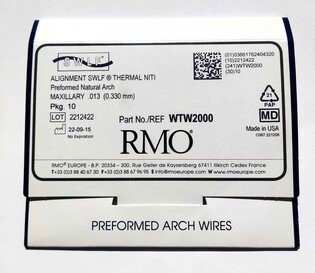 SWLF
(01)03661762404320
(10)2212422
(241)WTW2000
(30)10
ALIGNMENT SWLF ® THERMAL NITI
Preformed Natural Arch
MAXILLARY .013 (0.330 mm)
Pkg. 10
LOT 2212422
Part No./REF WTW2000
22-09-15
No Expiration
RMO®
21
PAP
MD
Made in USA
RMO® EUROPE - B.P. 20334 - 300, Rue Geiler de Kaysersberg 67411 Illkirch Cedex France
T+33 (0)3 88 40 67 30 F+33 (0)3 88 67 96 95 info@rmoeurope.com www.rmoeurope.com
PREFORMED ARCH WIRES